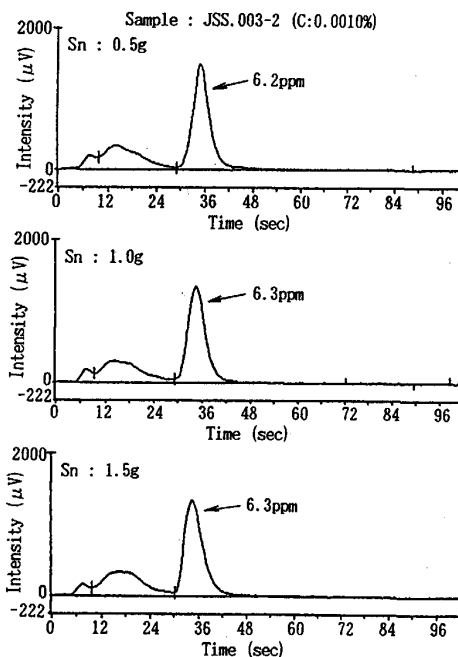 Sample : JSS.003-2 (C:0.0010%)
2000
Sn : 0.5g
6.2ppm
Intensity (μV)
0
-222
0 12 24 36 48 60 72 84 96
Time (sec)
2000
Sn : 1.0g
6.3ppm
Intensity (μV)
0
-222
0 12 24 36 48 60 72 84 96
Time (sec)
2000
Sn : 1.5g
6.3ppm
Intensity (μV)
0
-222
0 12 24 36 48 60 72 84 96
Time (sec)